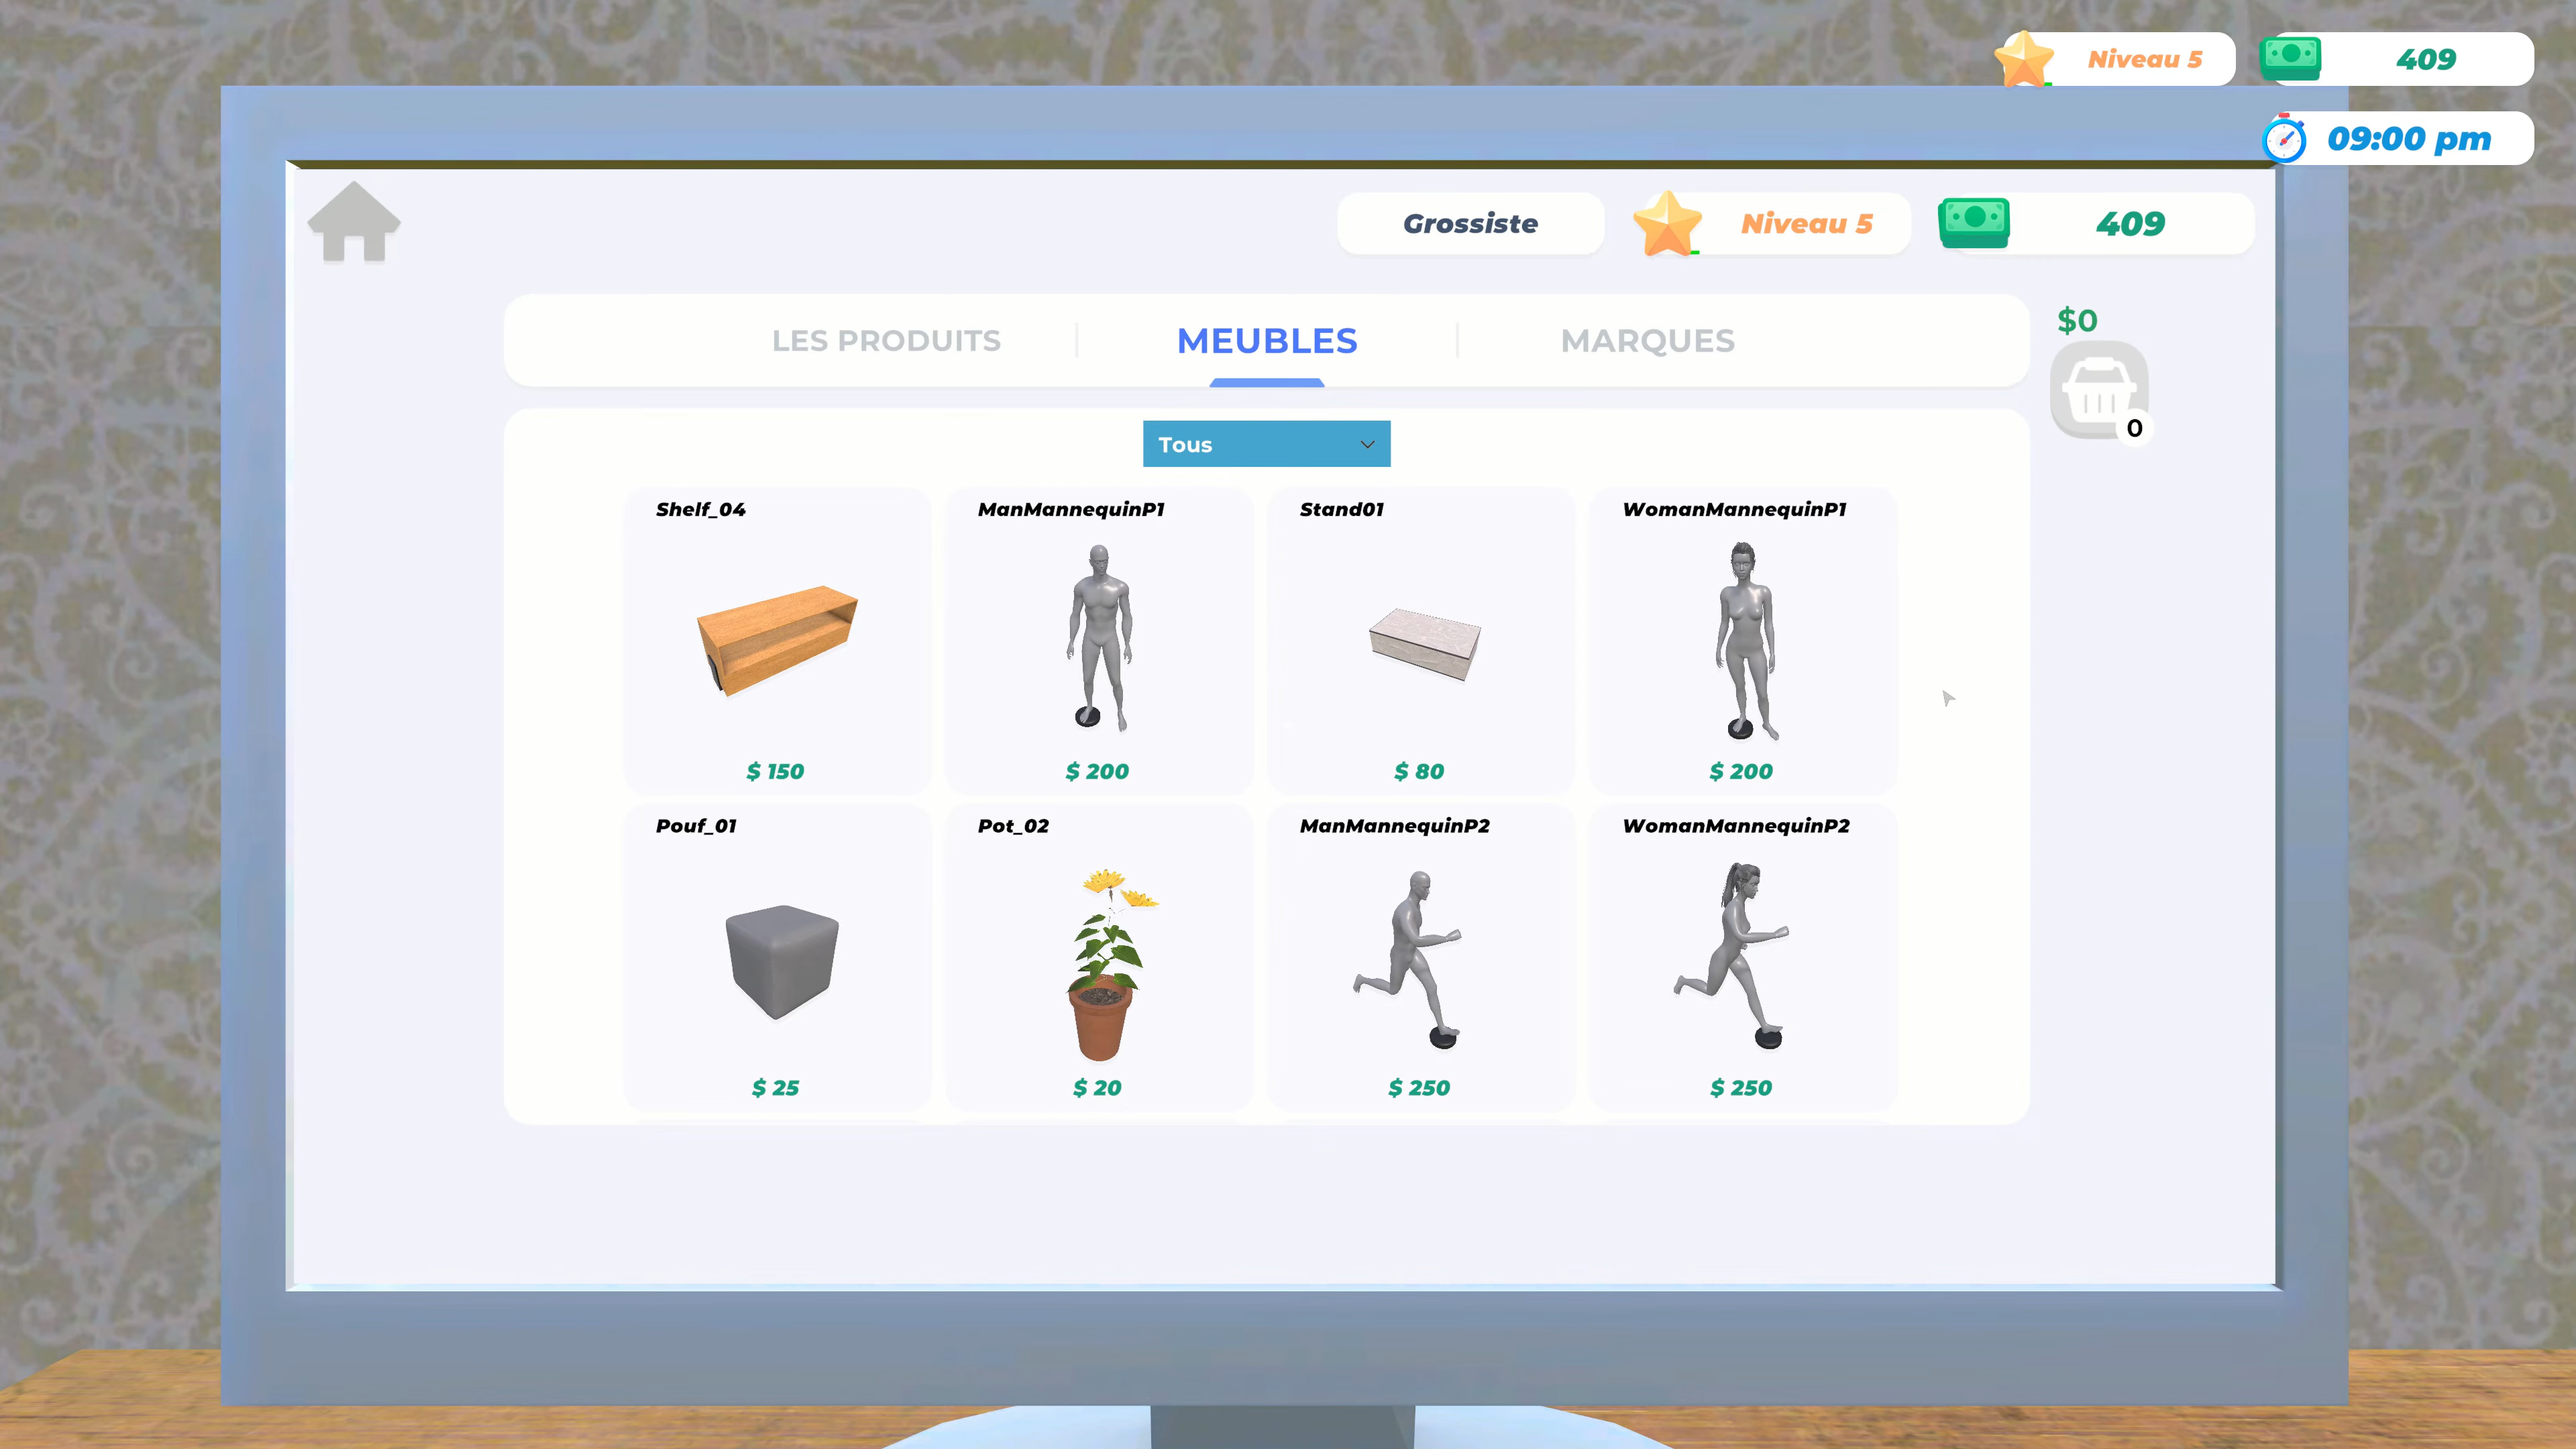 Niveau 5
409
09:00 pm
Grossiste
Niveau 5
409
LES PRODUITS
MEUBLES
MARQUES
$0
0
Tous
Shelf_04
ManMannequinP1
Stand01
WomanMannequinP1
$ 150
$ 200
$ 80
$ 200
Pouf_01
Pot_02
ManMannequinP2
WomanMannequinP2
$ 25
$ 20
$ 250
$ 250